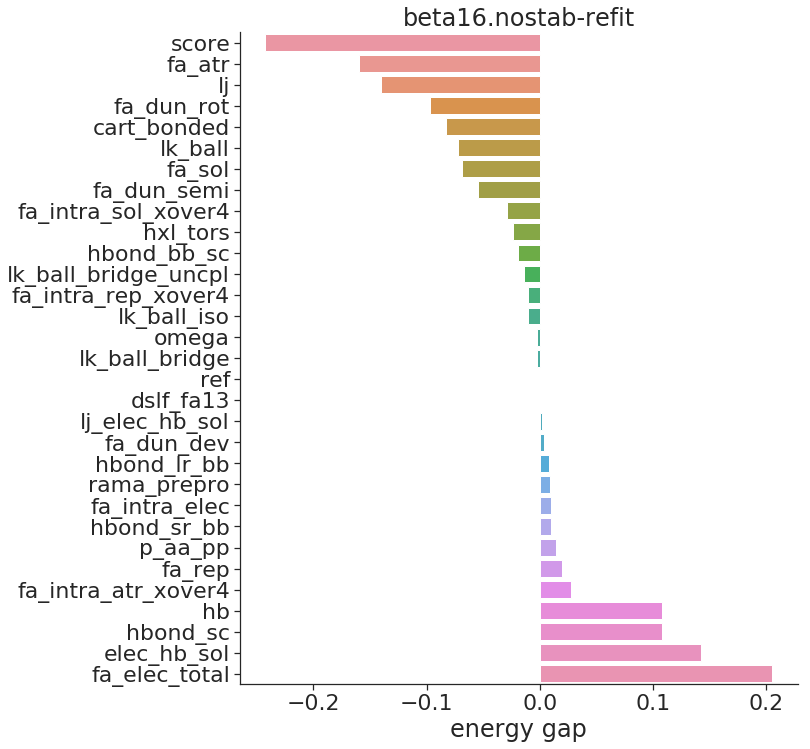 beta16.nostab-refit
score
fa_atr
lj
fa_dun_rot
cart_bonded
lk_ball
fa_sol
fa_dun_semi
fa_intra_sol_xover4
hxl_tors
hbond_bb_sc
lk_ball_bridge_uncpl
fa_intra_rep_xover4
lk_ball_iso
omega
lk_ball_bridge
ref
dslf_fa13
lj_elec_hb_sol
fa_dun_dev
hbond_lr_bb
rama_prepro
fa_intra_elec
hbond_sr_bb
p_aa_pp
fa_rep
fa_intra_atr_xover4
hb
hbond_sc
elec_hb_sol
fa_elec_total
−0.2 −0.1 0.0 0.1 0.2
energy gap